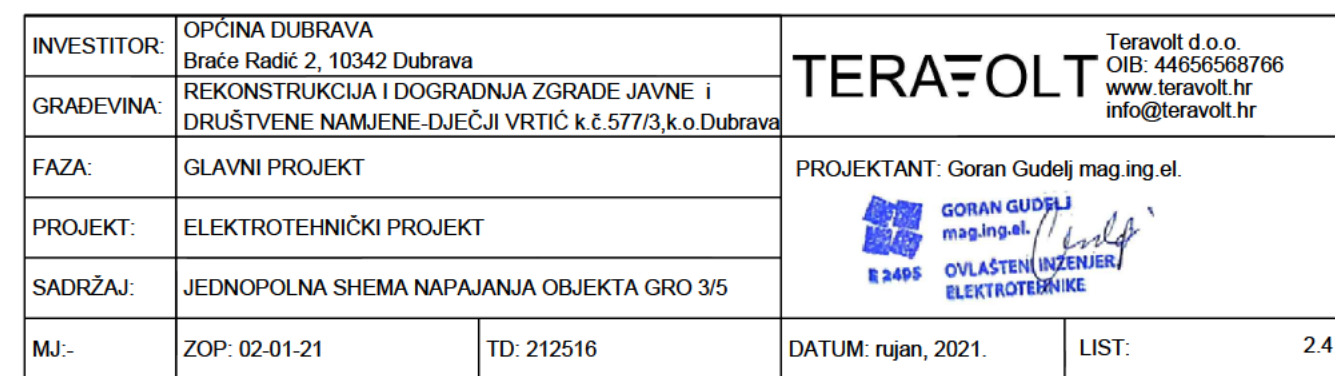 INVESTITOR:
OPĆINA DUBRAVA
Braće Radić 2, 10342 Dubrava
GRAĐEVINA:
REKONSTRUKCIJA I DOGRADNJA ZGRADE JAVNE i
DRUŠTVENE NAMJENE-DJEČJI VRTIĆ k.č.577/3,k.o.Dubrava
TERAVOLT
Teravolt d.o.o.
OIB: 44656568766
www.teravolt.hr
info@teravolt.hr
FAZA:
GLAVNI PROJEKT
PROJEKT:
ELEKTROTEHNIČKI PROJEKT
SADRŽAJ:
JEDNOPOLNA SHEMA NAPAJANJA OBJEKTA GRO 3/5
PROJEKTANT: Goran Gudelj mag.ing.el.
GORAN GUDELJ
mag.ing.el.
E 2495
OVLAŠTENI INŽENJER
ELEKTROTEHNIKE
MJ:-
ZOP: 02-01-21
TD: 212516
DATUM: rujan, 2021.
LIST: 2.4